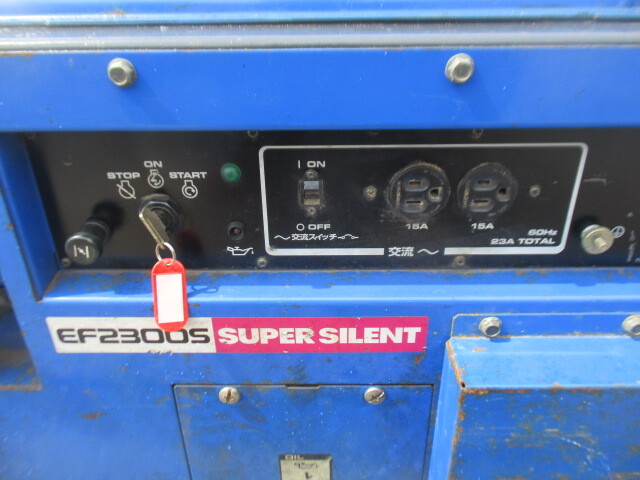 ON
STOP START
I ON
O OFF
〜交流スイッチ
15A 15A
60Hz
23A TOTAL
交流 〜
EF2300S SUPER SILENT
OIL